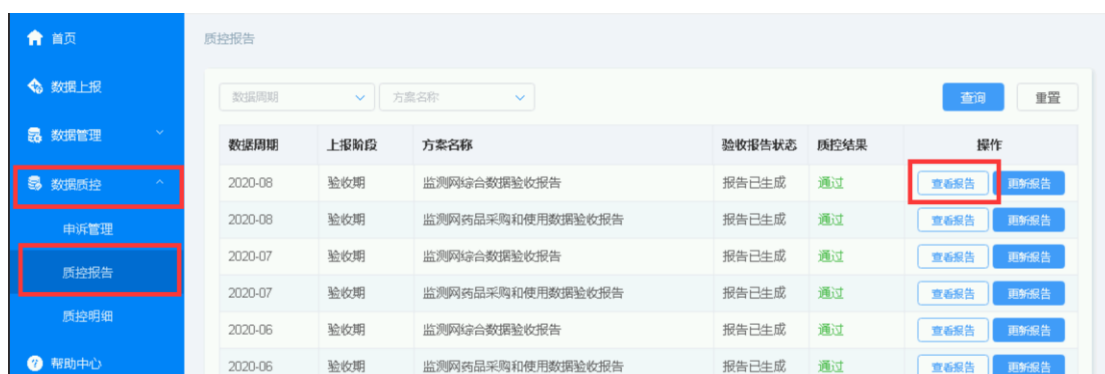 首页
质控报告
数据上报
数据周期 方案名称 查询 重置
数据管理
数据周期 上报阶段 方案名称 验收报告状态 质控结果 操作
数据质控
2020-08 验收期 监测网综合数据验收报告 报告已生成 通过 查看报告 更新报告
申诉管理
2020-08 验收期 监测网药品采购和使用数据验收报告 报告已生成 通过 查看报告 更新报告
质控报告
2020-07 验收期 监测网综合数据验收报告 报告已生成 通过 查看报告 更新报告
2020-07 验收期 监测网药品采购和使用数据验收报告 报告已生成 通过 查看报告 更新报告
质控明细
2020-06 验收期 监测网综合数据验收报告 报告已生成 通过 查看报告 更新报告
帮助中心
2020-06 验收期 监测网药品采购和使用数据验收报告 报告已生成 通过 查看报告 更新报告